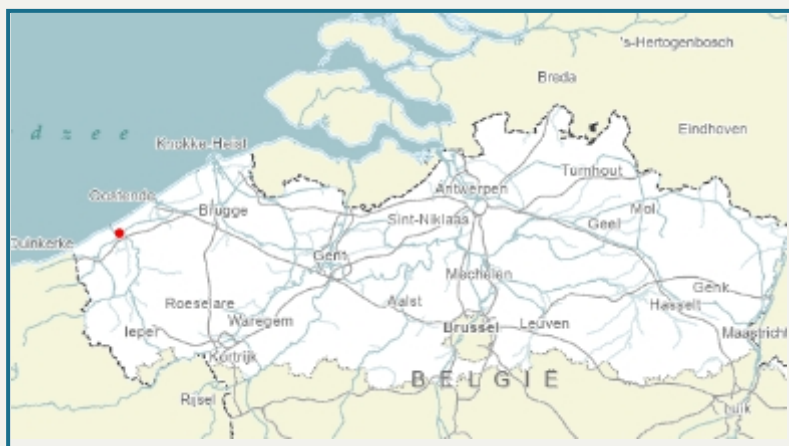 's-Hertogenbosch
Breda
Eindhoven
d z e e
Knokke-Heist
Turnhout
Antwerpen
Oostende
Brugge
Sint-Niklaas
Mol
Geel
Duinkerke
Gent
Mechelen
Genk
Roeselare
Aalst
Hasselt
Waregem
Ieper
Brussel
Leuven
Maastricht
Kortrijk
BELGIË
Rijsel
Luik